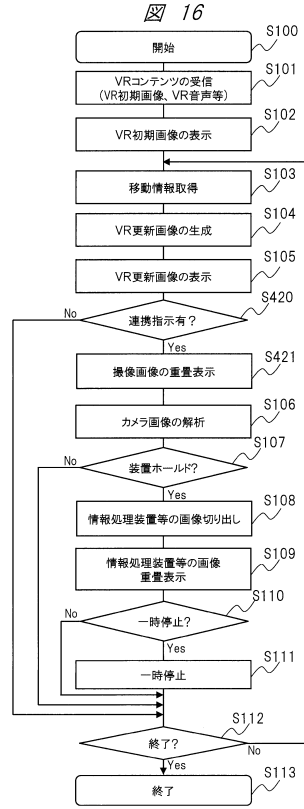 図 16
S100
開始
S101
VRコンテンツの受信
(VR初期画像、VR音声等)
S102
VR初期画像の表示
S103
移動情報取得
S104
VR更新画像の生成
S105
VR更新画像の表示
S420
No
連携指示有?
Yes
S421
撮像画像の重畳表示
S106
カメラ画像の解析
S107
No
装置ホールド?
Yes
S108
情報処理装置等の画像切り出し
S109
情報処理装置等の画像
重畳表示
S110
No
一時停止?
Yes
S111
一時停止
S112
終了?
No
Yes
S113
終了